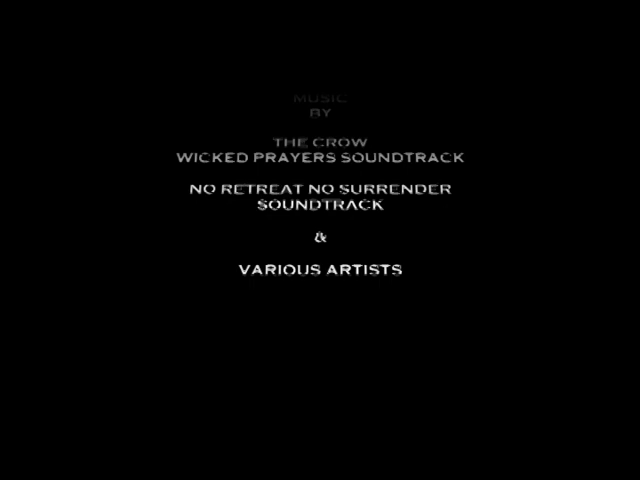 MUSIC
BY
THE CROW
WICKED PRAYERS SOUNDTRACK
NO RETREAT NO SURRENDER
SOUNDTRACK
&
VARIOUS ARTISTS